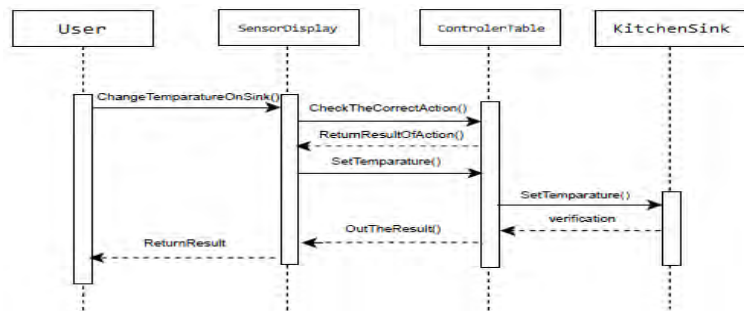 User
SensorDisplay
ControlerTable
KitchenSink
ChangeTemparatureOnSink()
CheckTheCorrectAction()
ReturnResultOfAction()
SetTemparature()
SetTemparature()
verification
OutTheResult()
ReturnResult